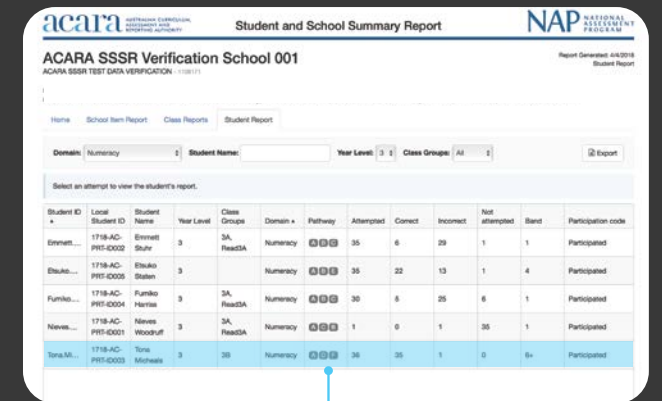 acara AUSTRALIAN CURRICULUM, ASSESSMENT AND REPORTING AUTHORITY
Student and School Summary Report
NAP NATIONAL ASSESSMENT PROGRAM
ACARA SSSR Verification School 001
ACARA SSSR TEST DATA VERIFICATION - 1108171
Report Generated: 4/4/2018
Student Report
Home School Item Report Class Reports Student Report
Domain: Numeracy Student Name: Year Level: 3 Class Groups: All Export
Select an attempt to view the student's report.
Student ID Local Student ID Student Name Year Level Class Groups Domain Pathway Attempted Correct Incorrect Not attempted Band Participation code
Emmett.... 1718-AC-PRT-ID002 Emmett Stuhr 3 3A, Read3A Numeracy A D C 35 6 29 1 1 Participated
Etsuko.... 1718-AC-PRT-ID005 Etsuko Staten 3 Numeracy A D E 35 22 13 1 4 Participated
Fumiko.... 1718-AC-PRT-ID004 Fumiko Harriss 3 3A, Read3A Numeracy 30 5 25 6 1 Participated
Nieves.... 1718-AC-PRT-ID001 Nieves Woodruff 3 3A, Read3A Numeracy 1 0 1 35 1 Participated
Tona.Mi... 1718-AC-PRT-ID003 Tona Micheals 3 3B Numeracy A D F 36 35 1 0 6+ Participated